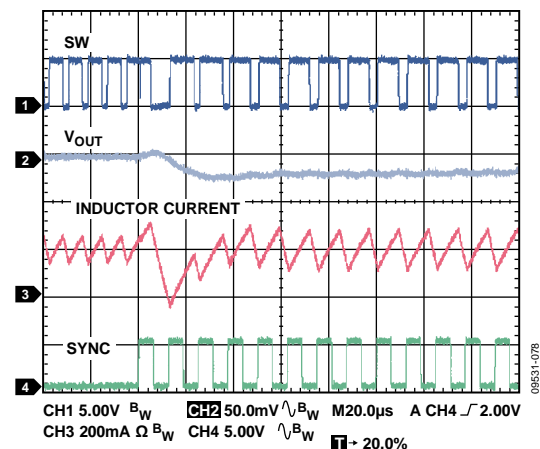 SW
1
VOUT
2
INDUCTOR CURRENT
3
SYNC
4
CH1 5.00V BW CH2 50.0mV BW M20.0µs A CH4 2.00V
CH3 200mA Ω BW CH4 5.00V BW
T 20.0%
09531-078